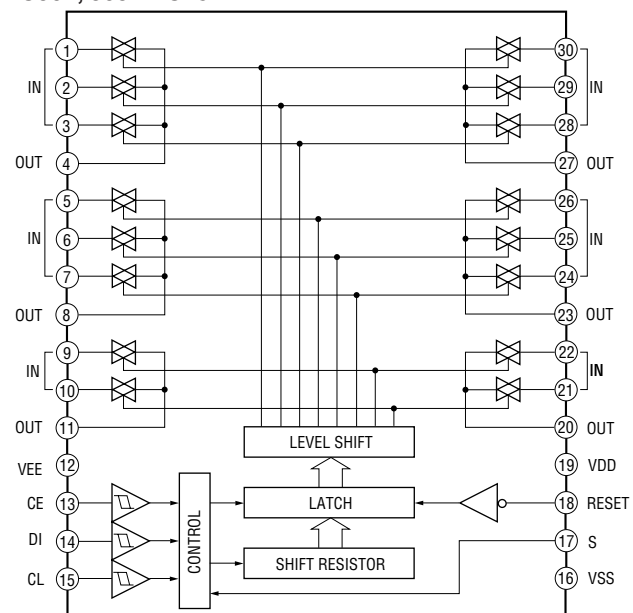 1 30
IN 2 29 IN
3 28
OUT 4 27 OUT
5 26
IN 6 25 IN
7 24
OUT 8 23 OUT
9 22
IN IN
10 21
OUT 11 20 OUT
LEVEL SHIFT
VEE 12 19 VDD
CE 13 LATCH 18 RESET
DI 14 CONTROL 17 S
SHIFT RESISTOR
CL 15 16 VSS